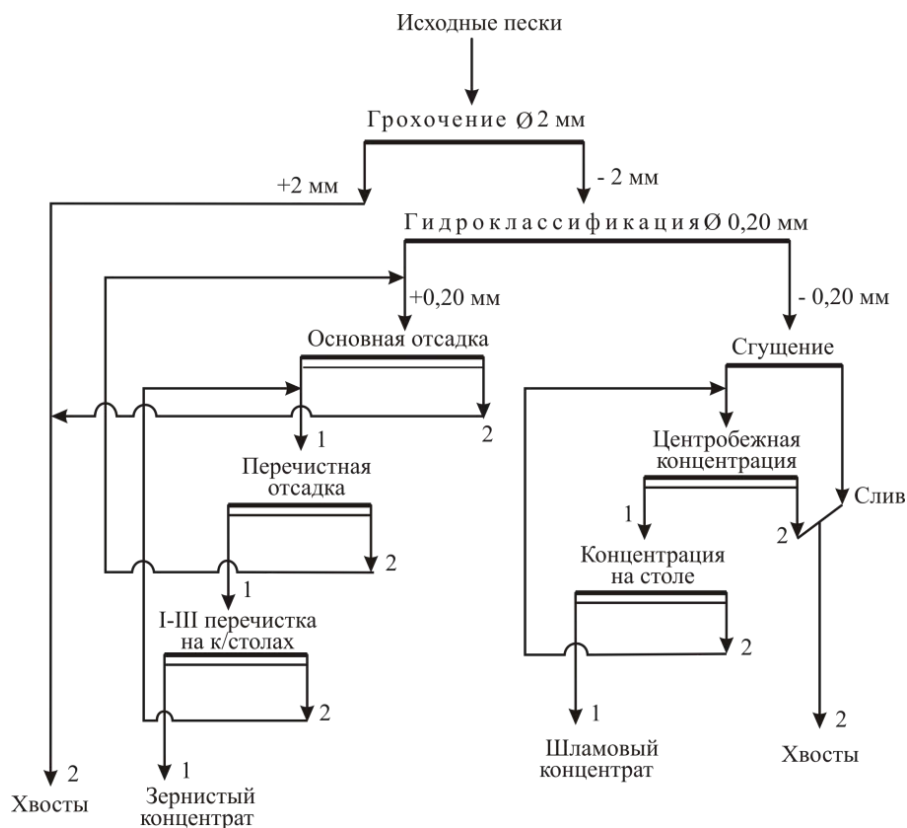 Исходные пески
Грохочение Ø 2 мм
+2 мм
- 2 мм
Гидроклассификация Ø 0,20 мм
+0,20 мм
- 0,20 мм
Основная отсадка
Сгущение
1
2
Перечистная
отсадка
Центробежная
концентрация
Слив
1
2
1
2
Концентрация
на столе
I-III перечистка
на к/столах
2
2
1
2
Шламовый
концентрат
Хвосты
2
1
Хвосты
Зернистый
концентрат
1